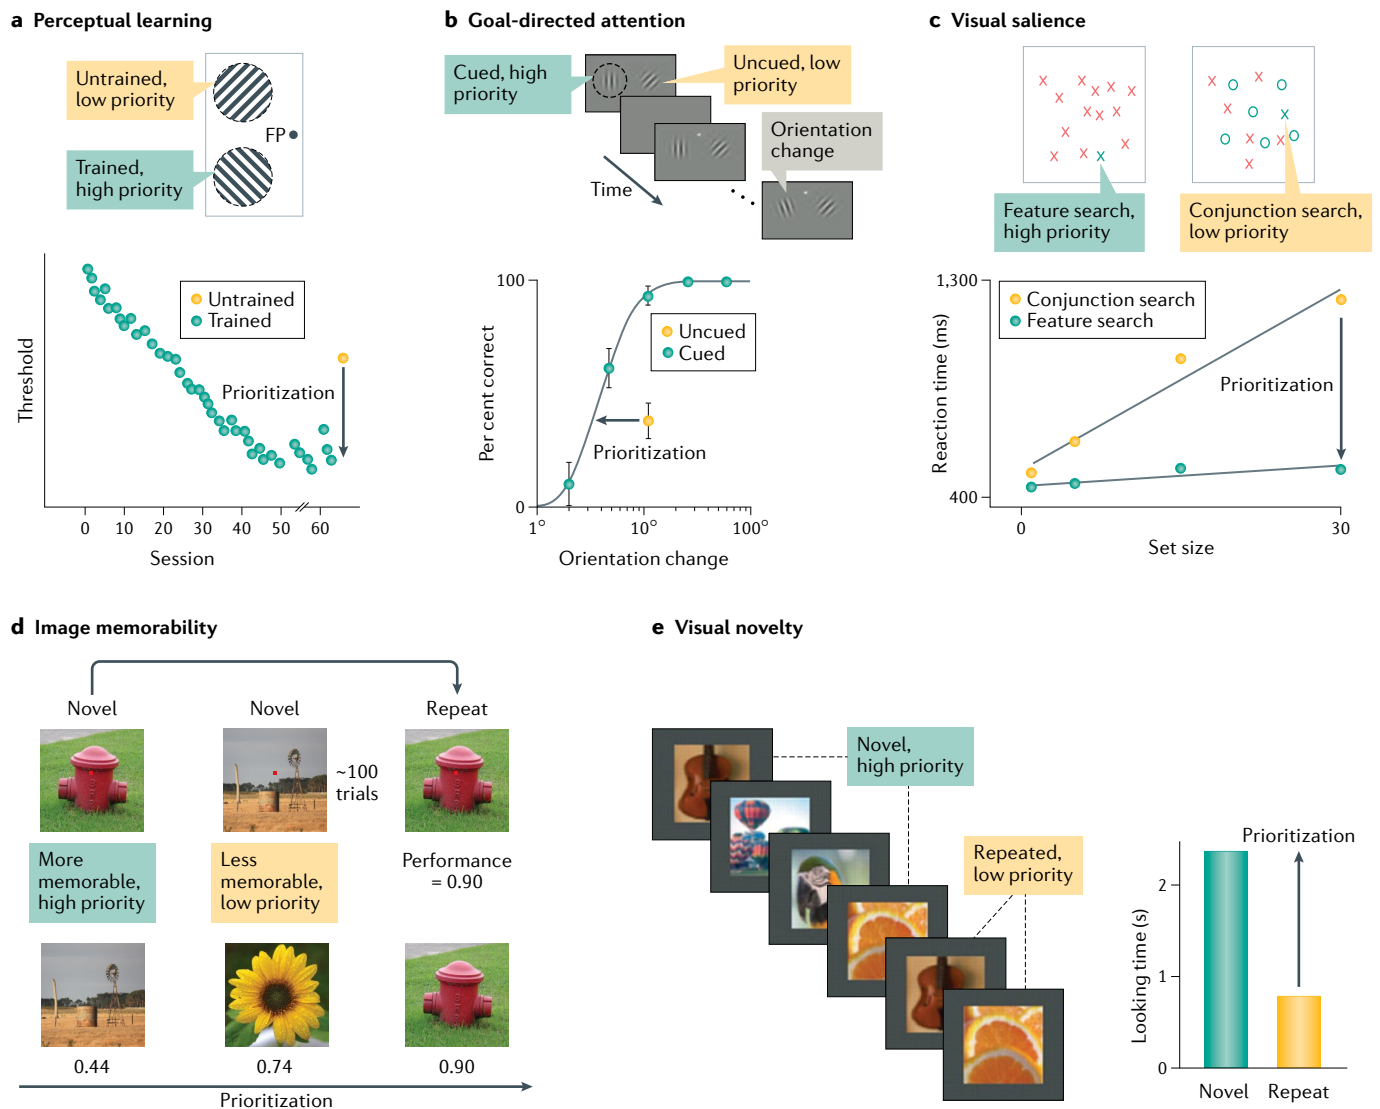 a Perceptual learning
Untrained,
low priority
FP
Trained,
high priority
Untrained
Trained
Threshold
Prioritization
0 10 20 30 40 50 60
Session
b Goal-directed attention
Cued, high
priority
Uncued, low
priority
Orientation
change
Time
100
Uncued
Cued
Per cent correct
Prioritization
0
1° 10° 100°
Orientation change
c Visual salience
Feature search,
high priority
Conjunction search,
low priority
1,300
Conjunction search
Feature search
Reaction time (ms)
Prioritization
400
0 30
Set size
d Image memorability
Novel Novel Repeat
~100
trials
More
memorable,
high priority
Less
memorable,
low priority
Performance
= 0.90
0.44 0.74 0.90
Prioritization
e Visual novelty
Novel,
high priority
Repeated,
low priority
Prioritization
2
Looking time (s)
1
0
Novel Repeat